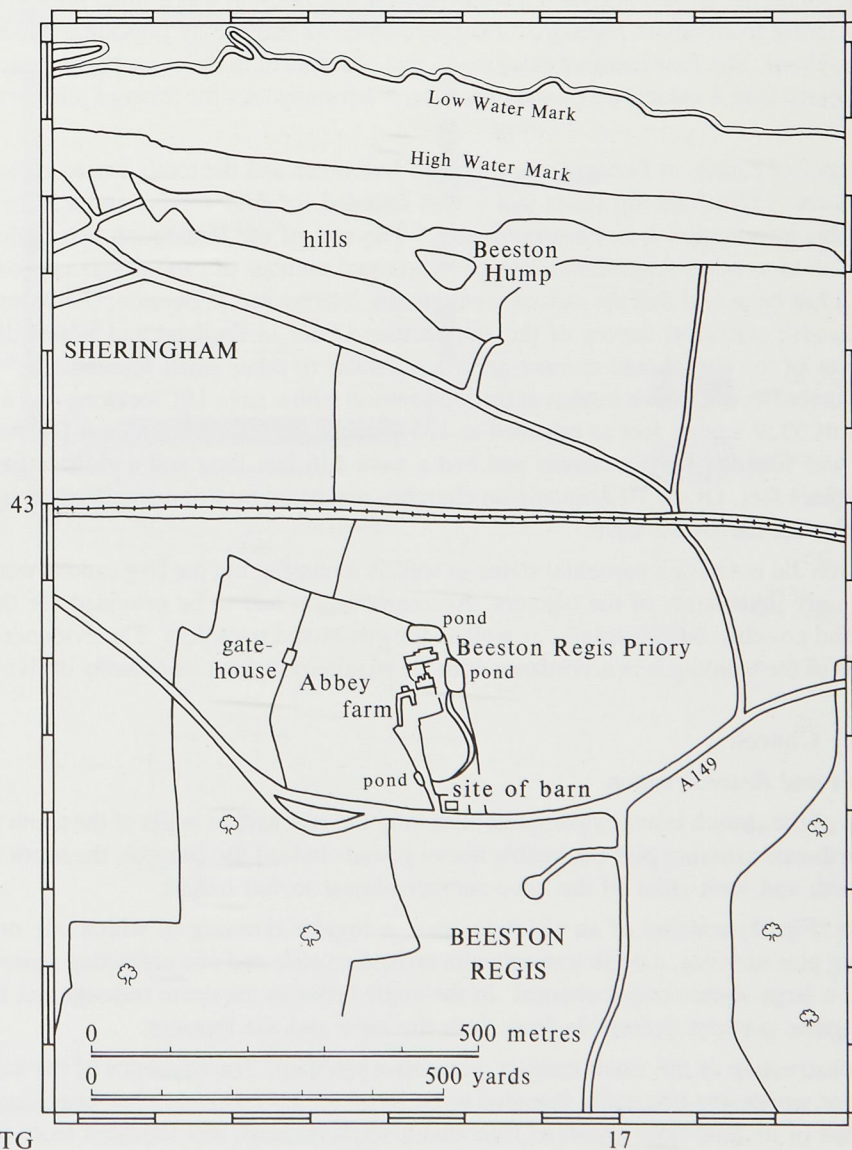 Low Water Mark
High Water Mark
hills
Beeston
Hump
SHERINGHAM
43
pond
gate-
house
Beeston Regis Priory
pond
Abbey
farm
pond
site of barn
A149
BEESTON
REGIS
0 500 metres
0 500 yards
TG 17